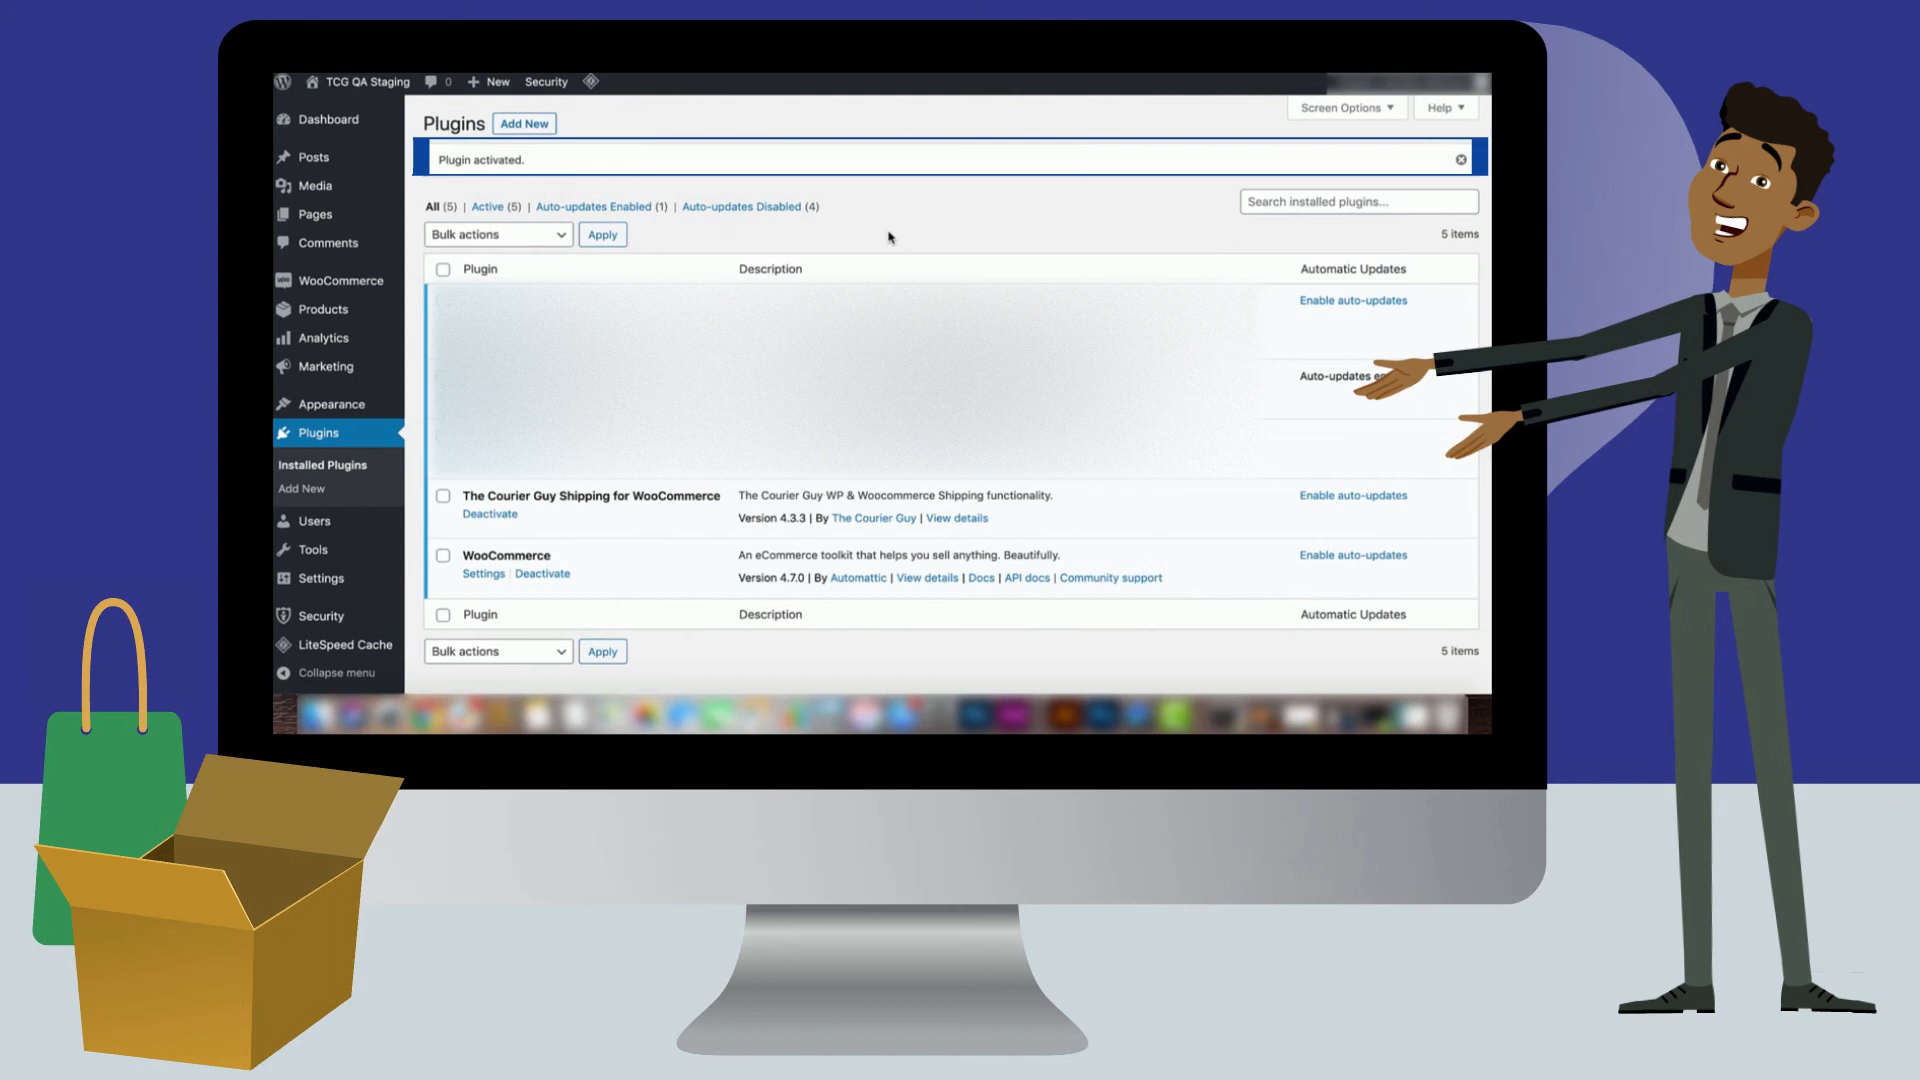 TCG QA Staging 0 New Security
Screen Options Help
Dashboard
Posts
Media
Pages
Comments
WooCommerce
Products
Analytics
Marketing
Appearance
Plugins
Installed Plugins
Add New
Users
Tools
Settings
Security
LiteSpeed Cache
Collapse menu
Plugins Add New
Plugin activated.
All (5) | Active (5) | Auto-updates Enabled (1) | Auto-updates Disabled (4)
Search installed plugins...
Bulk actions Apply 5 items
Plugin Description Automatic Updates
Enable auto-updates
Auto-updates
The Courier Guy Shipping for WooCommerce The Courier Guy WP & Woocommerce Shipping functionality. Enable auto-updates
Deactivate Version 4.3.3 | By The Courier Guy | View details
WooCommerce An eCommerce toolkit that helps you sell anything. Beautifully. Enable auto-updates
Settings | Deactivate Version 4.7.0 | By Automattic | View details | Docs | API docs | Community support
Plugin Description Automatic Updates
Bulk actions Apply 5 items